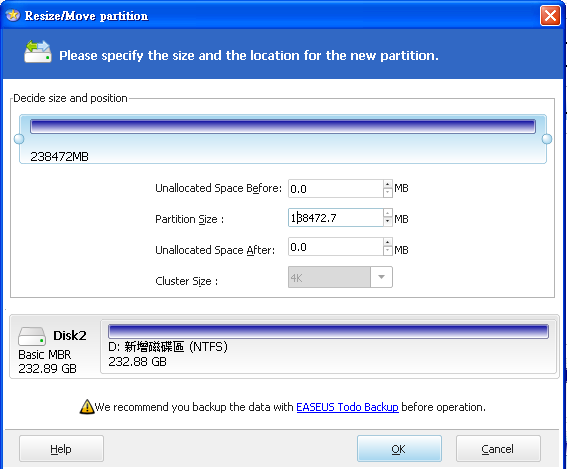 Resize/Move partition
Please specify the size and the location for the new partition.
Decide size and position
238472MB
Unallocated Space Before: 0.0 MB
Partition Size : 138472.7 MB
Unallocated Space After: 0.0 MB
Cluster Size : 4K
Disk2
Basic MBR
232.89 GB
D: 新增磁碟區 (NTFS)
232.88 GB
We recommend you backup the data with EASEUS Todo Backup before operation.
Help
OK
Cancel